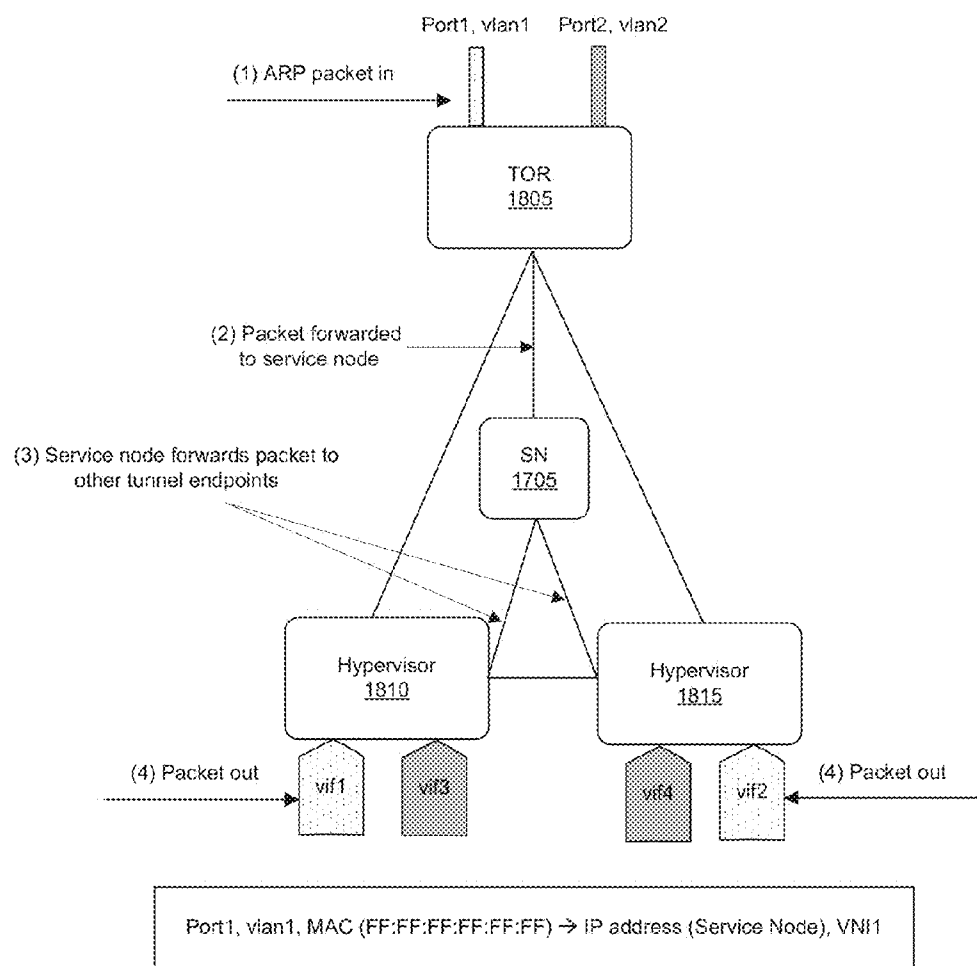 Port1, vlan1 Port2, vlan2
(1) ARP packet in
TOR
1805
(2) Packet forwarded
to service node
SN
1705
(3) Service node forwards packet to
other tunnel endpoints
Hypervisor
1810
Hypervisor
1815
(4) Packet out
vif1
vif3
vif4
vif2
(4) Packet out
Port1, vlan1, MAC (FF:FF:FF:FF:FF:FF) → IP address (Service Node), VNI1